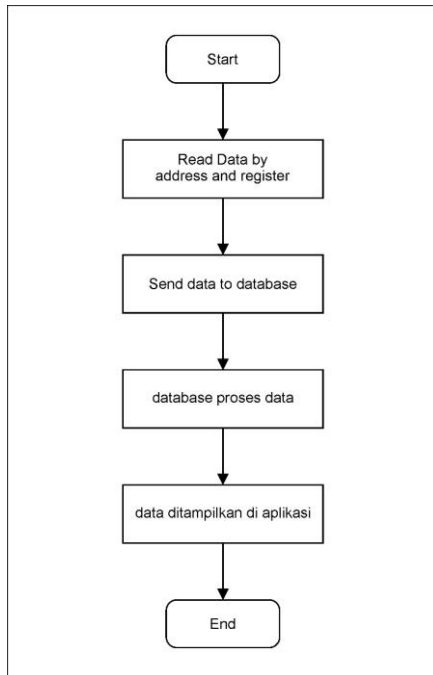 Start
Read Data by
address and register
Send data to database
database proses data
data ditampilkan di aplikasi
End